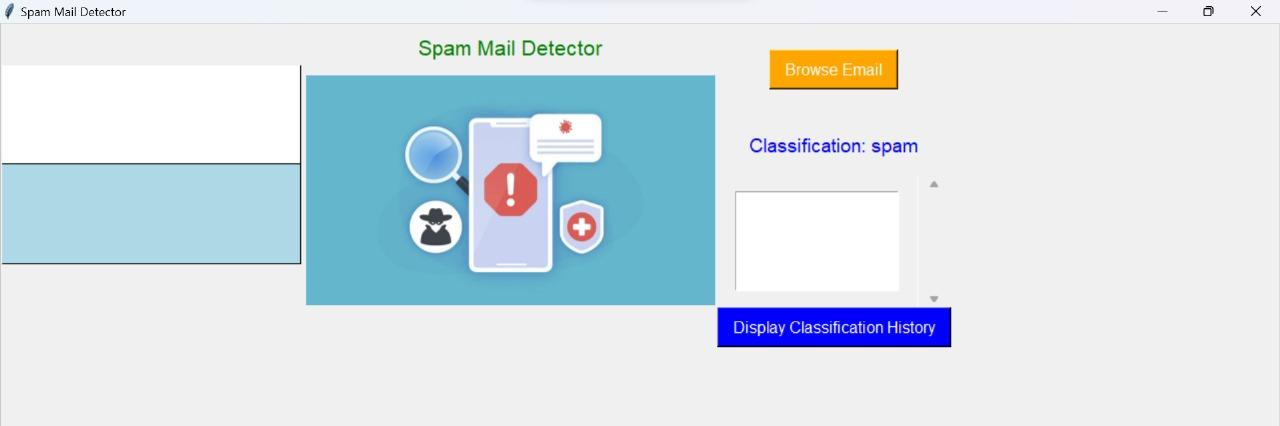 Spam Mail Detector
Spam Mail Detector
Browse Email
Classification: spam
Display Classification History